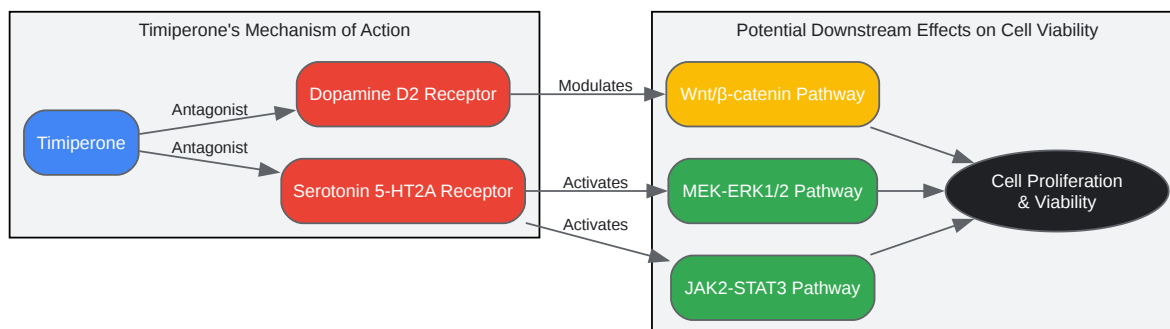 Timiperone's Mechanism of Action
Potential Downstream Effects on Cell Viability
Timiperone
Antagonist
Antagonist
Dopamine D2 Receptor
Serotonin 5-HT2A Receptor
Modulates
Activates
Activates
Wnt/β-catenin Pathway
MEK-ERK1/2 Pathway
JAK2-STAT3 Pathway
Cell Proliferation
& Viability